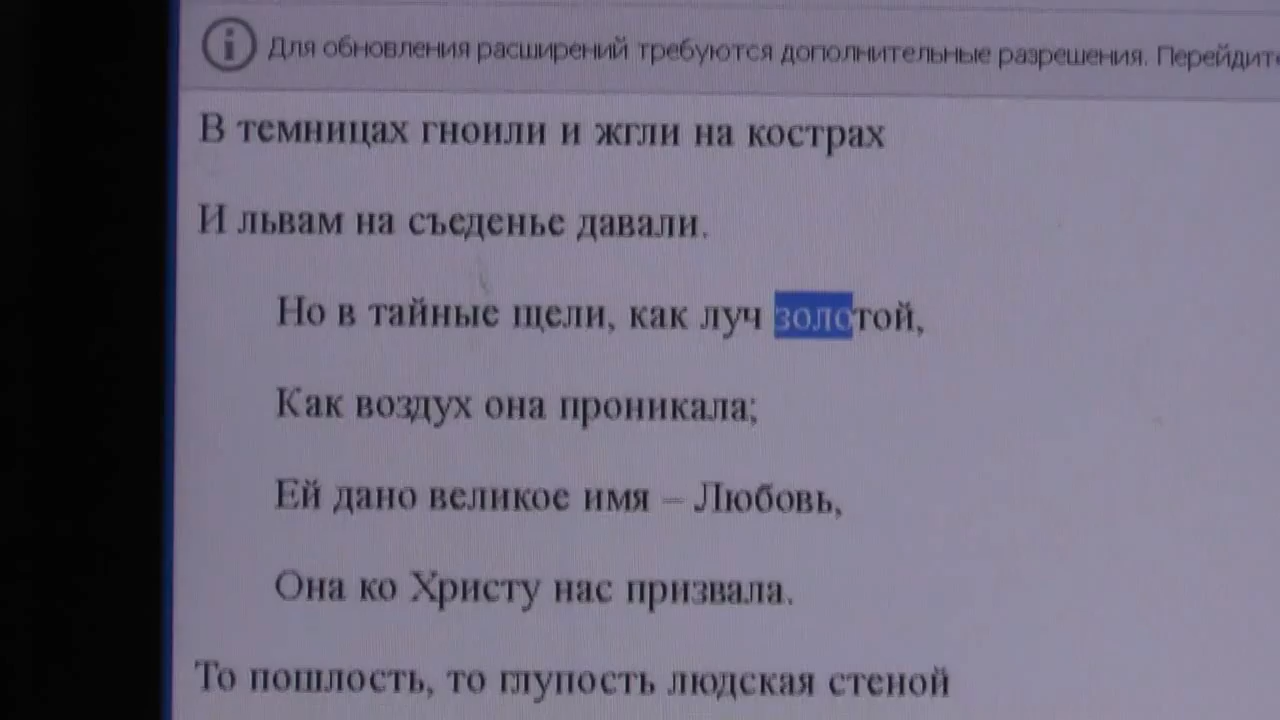 Для обновления расширений требуются дополнительные разрешения. Перейдите
В темницах гноили и жгли на кострах
И львам на съеденье давали.
Но в тайные щели, как луч золотой,
Как воздух она проникала;
Ей дано великое имя – Любовь,
Она ко Христу нас призвала.
То пошлость, то глупость людская стеной